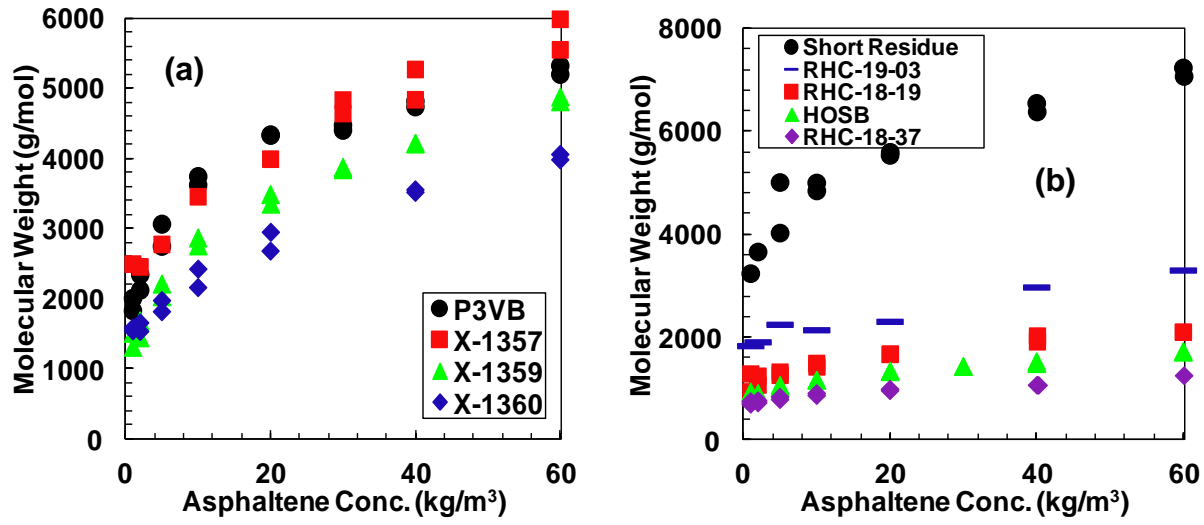 (a)
Molecular Weight (g/mol)
6000
5000
4000
3000
2000
1000
0
P3VB
X-1357
X-1359
X-1360
0
20
40
60
Asphaltene Conc. (kg/m³)
(b)
Molecular Weight (g/mol)
8000
6000
4000
2000
0
Short Residue
RHC-19-03
RHC-18-19
HOSB
RHC-18-37
0
20
40
60
Asphaltene Conc. (kg/m³)